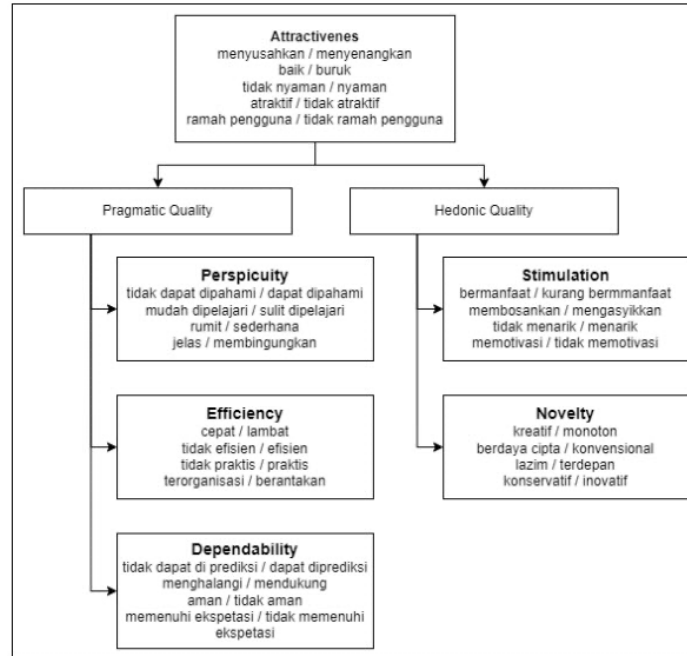 Attractivenes
menyusahkan / menyenangkan
baik / buruk
tidak nyaman / nyaman
atraktif / tidak atraktif
ramah pengguna / tidak ramah pengguna
Pragmatic Quality
Hedonic Quality
Perspicuity
tidak dapat dipahami / dapat dipahami
mudah dipelajari / sulit dipelajari
rumit / sederhana
jelas / membingungkan
Stimulation
bermanfaat / kurang bermmanfaat
membosankan / mengasyikkan
tidak menarik / menarik
memotivasi / tidak memotivasi
Efficiency
cepat / lambat
tidak efisien / efisien
tidak praktis / praktis
terorganisasi / berantakan
Novelty
kreatif / monoton
berdaya cipta / konvensional
lazim / terdepan
konservatif / inovatif
Dependability
tidak dapat di prediksi / dapat diprediksi
menghalangi / mendukung
aman / tidak aman
memenuhi ekspetasi / tidak memenuhi
ekspetasi